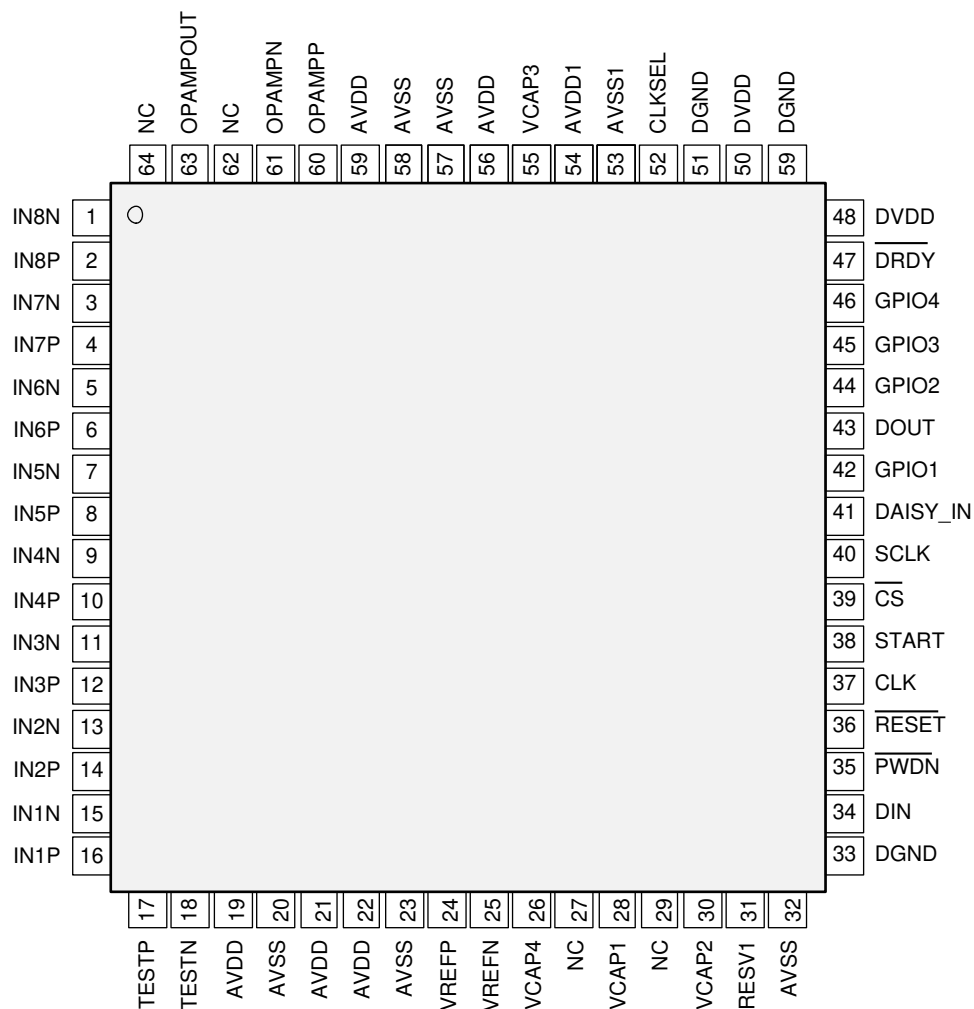 NC OPAMPOUT NC OPAMPN OPAMPP AVDD AVSS AVSS AVDD VCAP3 AVDD1 AVSS1 CLKSEL DGND DVDD DGND
64 63 62 61 60 59 58 57 56 55 54 53 52 51 50 59
IN8N 1 48 DVDD
IN8P 2 47 DRDY
IN7N 3 46 GPIO4
IN7P 4 45 GPIO3
IN6N 5 44 GPIO2
IN6P 6 43 DOUT
IN5N 7 42 GPIO1
IN5P 8 41 DAISY_IN
IN4N 9 40 SCLK
IN4P 10 39 CS
IN3N 11 38 START
IN3P 12 37 CLK
IN2N 13 36 RESET
IN2P 14 35 PWDN
IN1N 15 34 DIN
IN1P 16 33 DGND
17 18 19 20 21 22 23 24 25 26 27 28 29 30 31 32
TESTP TESTN AVDD AVSS AVDD AVDD AVSS VREFP VREFN VCAP4 NC VCAP1 NC VCAP2 RESV1 AVSS